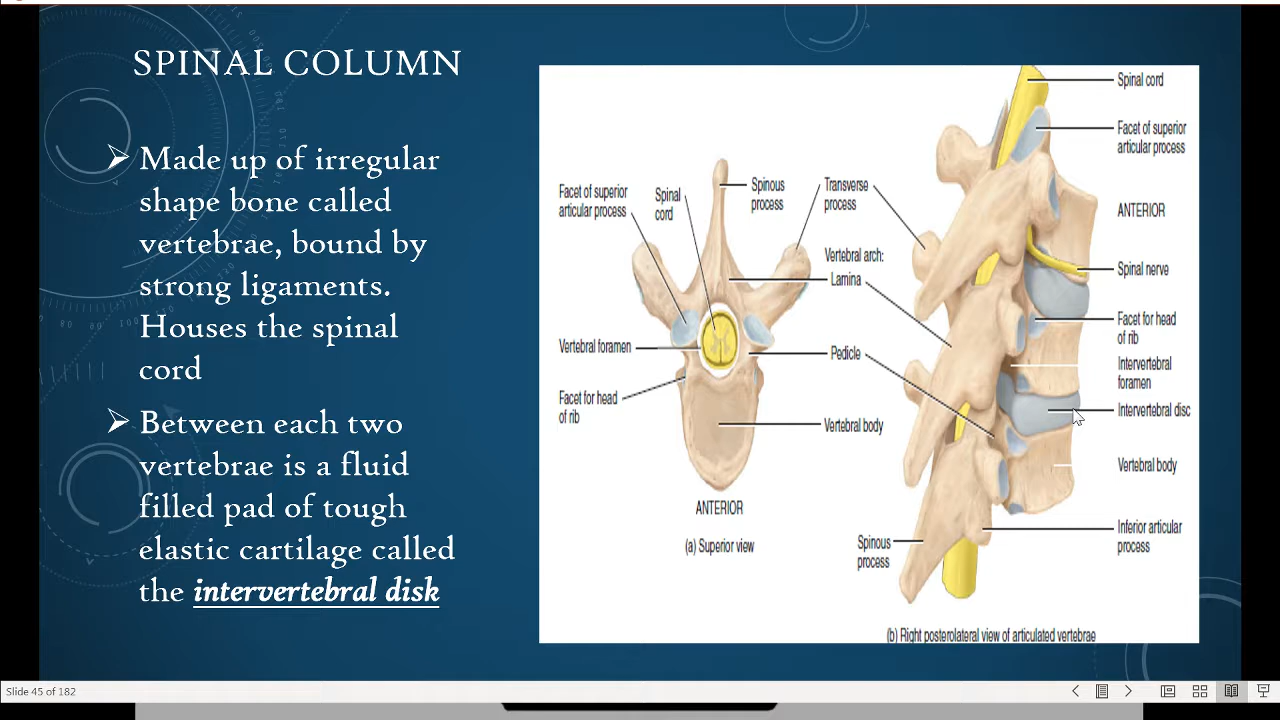 SPINAL COLUMN
Made up of irregular
shape bone called
vertebrae, bound by
strong ligaments.
Houses the spinal
cord
Between each two
vertebrae is a fluid
filled pad of tough
elastic cartilage called
the intervertebral disk
Facet of superior
articular process
Spinal
cord
Spinous
process
Transverse
process
Vertebral arch:
Lamina
Vertebral foramen
Pedicle
Facet for head
of rib
Vertebral body
ANTERIOR
(a) Superior view
Spinal cord
Facet of superior
articular process
ANTERIOR
Spinal nerve
Facet for head
of rib
Intervertebral
foramen
Intervertebral disc
Vertebral body
Inferior articular
process
Spinous
process
(b) Right posterolateral view of articulated vertebrae
Slide 45 of 182